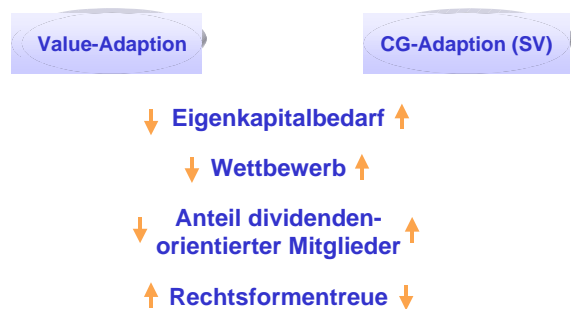 Value-Adaption
CG-Adaption (SV)
Eigenkapitalbedarf
Wettbewerb
Anteil dividenden-
orientierter Mitglieder
Rechtsformentreue